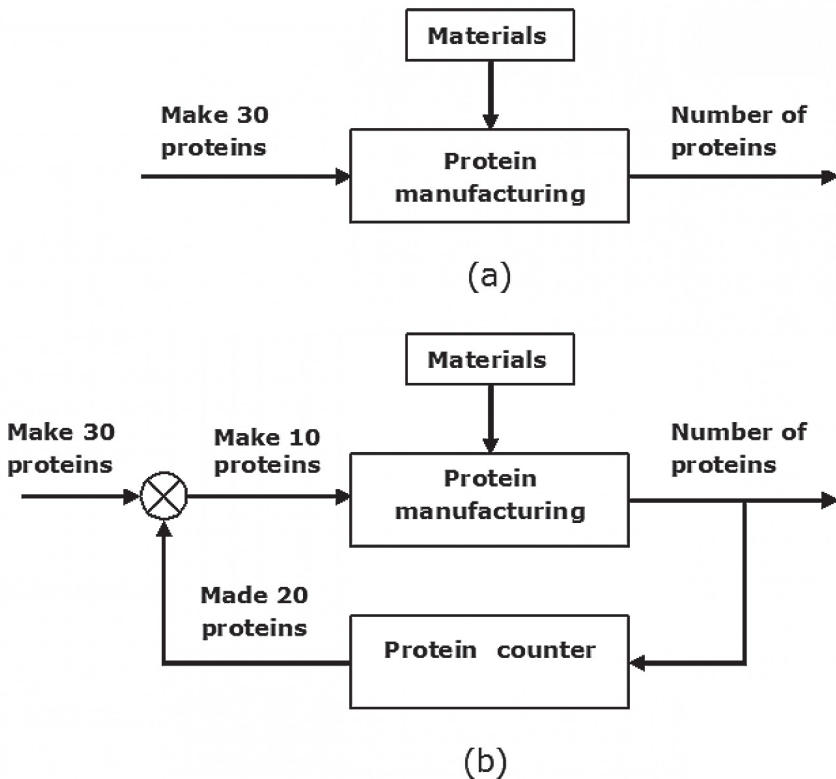 Materials
Make 30
proteins
Protein
manufacturing
Number of
proteins
(a)
Materials
Make 30
proteins
Make 10
proteins
Protein
manufacturing
Number of
proteins
Made 20
proteins
Protein counter
(b)